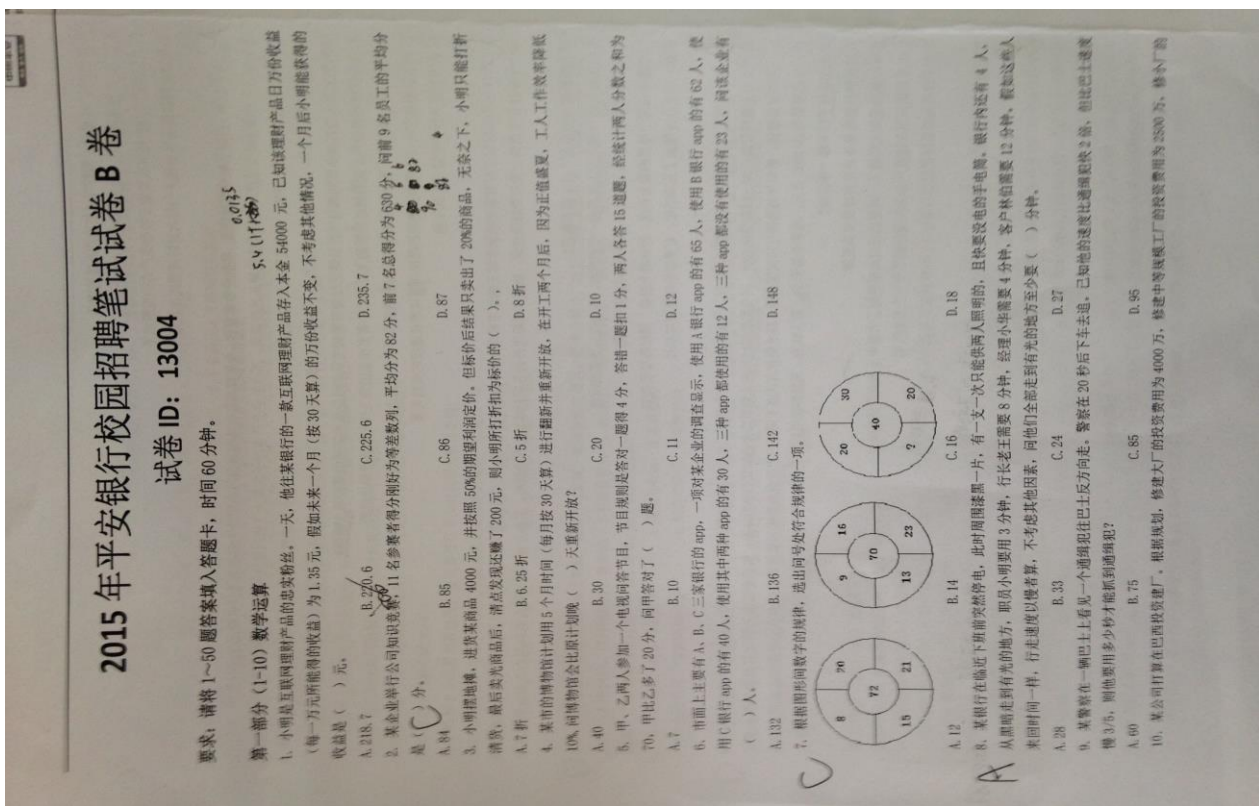 2015年平安银行校园招聘笔试试卷 B 卷
试卷 ID: 13004
要求:请将 1~50 题答案填入答题卡,时间 60 分钟。
0.0135
第一部分(1-10)数学运算
1、小明是互联网理财产品的忠实粉丝,一天,他往某银行的一款互联网理财产品存入本金 54000 元,已知该理财产品日万份收益
(每一万元所能得的收益)为 1.35 元,假如未来一个月(按 30 天算)的万份收益不变,不考虑其他情况,一个月后小明能获得的
收益是( )元。
A. 218.7 B. 220.6 C. 225.6 D. 235.7
2、某企业举行公司知识竞赛,11 名参赛者得分刚好为等差数列,平均分为 82 分,前 7 名总得分为 630 分,问前 9 名员工的平均分
是(C)分。
A. 84 B. 85 C. 86 D. 87
3、小明摆地摊,进货某商品 4000 元,并按照 50%的期望利润定价,但标价后结果只卖出了 20%的商品,无奈之下,小明只能打折
清货,最后卖光商品后,清点发现还赚了 200 元,则小明所打折扣为标价的( )。
A. 7 折 B. 6.25 折 C. 5 折 D. 8 折
4、某市的博物馆计划用 5 个月时间(每月按 30 天算)进行翻新并重新开放,在开工两个月后,因为正值盛夏,工人工作效率降低
10%,问博物馆会比原计划晚( )天重新开放?
A. 40 B. 30 C. 20 D. 10
5、甲、乙两人参加一个电视问答节目,节目规则是答对一题得 4 分,答错一题扣 1 分,两人各答 15 道题,经统计两人分数之和为
70,甲比乙多了 20 分,问甲答对了( )题。
A. 7 B. 10 C. 11 D. 12
6、市面上主要有 A、B、C 三家银行的 app,一项对某企业的调查显示,使用 A 银行 app 的有 65 人,使用 B 银行 app 的有 62 人,使
用 C 银行 app 的有 40 人,使用其中两种 app 的有 30 人,三种 app 都使用的有 12 人,三种 app 都没有使用的有 23 人,问该企业有
( )人。
A. 132 B. 136 C. 142 D. 148
C 7、根据图形间数字的规律,选出问号处符合规律的一项。
8 20 9 16 20 30
72 70 40
15 21 13 23 ? 20
A. 12 B. 14 C. 16 D. 18
A 8、某银行在临近下班前突然停电,此时周围漆黑一片,有一支一次只能供两人照明的,且快要没电的手电筒。银行内还有 4 人,
从黑暗走到有光的地方,职员小明要用 3 分钟,行长老王需要 8 分钟,经理小华需要 4 分钟,客户林伯需要 12 分钟,假如这些人
来回时间一样,行走速度以慢者算,不考虑其他因素,问他们全部走到有光的地方至少要( )分钟。
A. 28 B. 33 C. 24 D. 27
9、某警察在一辆巴士上看见一个通缉犯往巴士反方向走,警察在 20 秒后下车去追,已知他的速度比通缉犯快 2 倍,但比巴士速度
慢 3/5,则他要用多少秒才能抓到通缉犯?
A. 60 B. 75 C. 85 D. 95
10、某公司打算在巴西投资建厂。根据规划,修建大厂的投资费用为 4000 万,修建中等规模工厂的投资费用为 2800 万,修小厂的